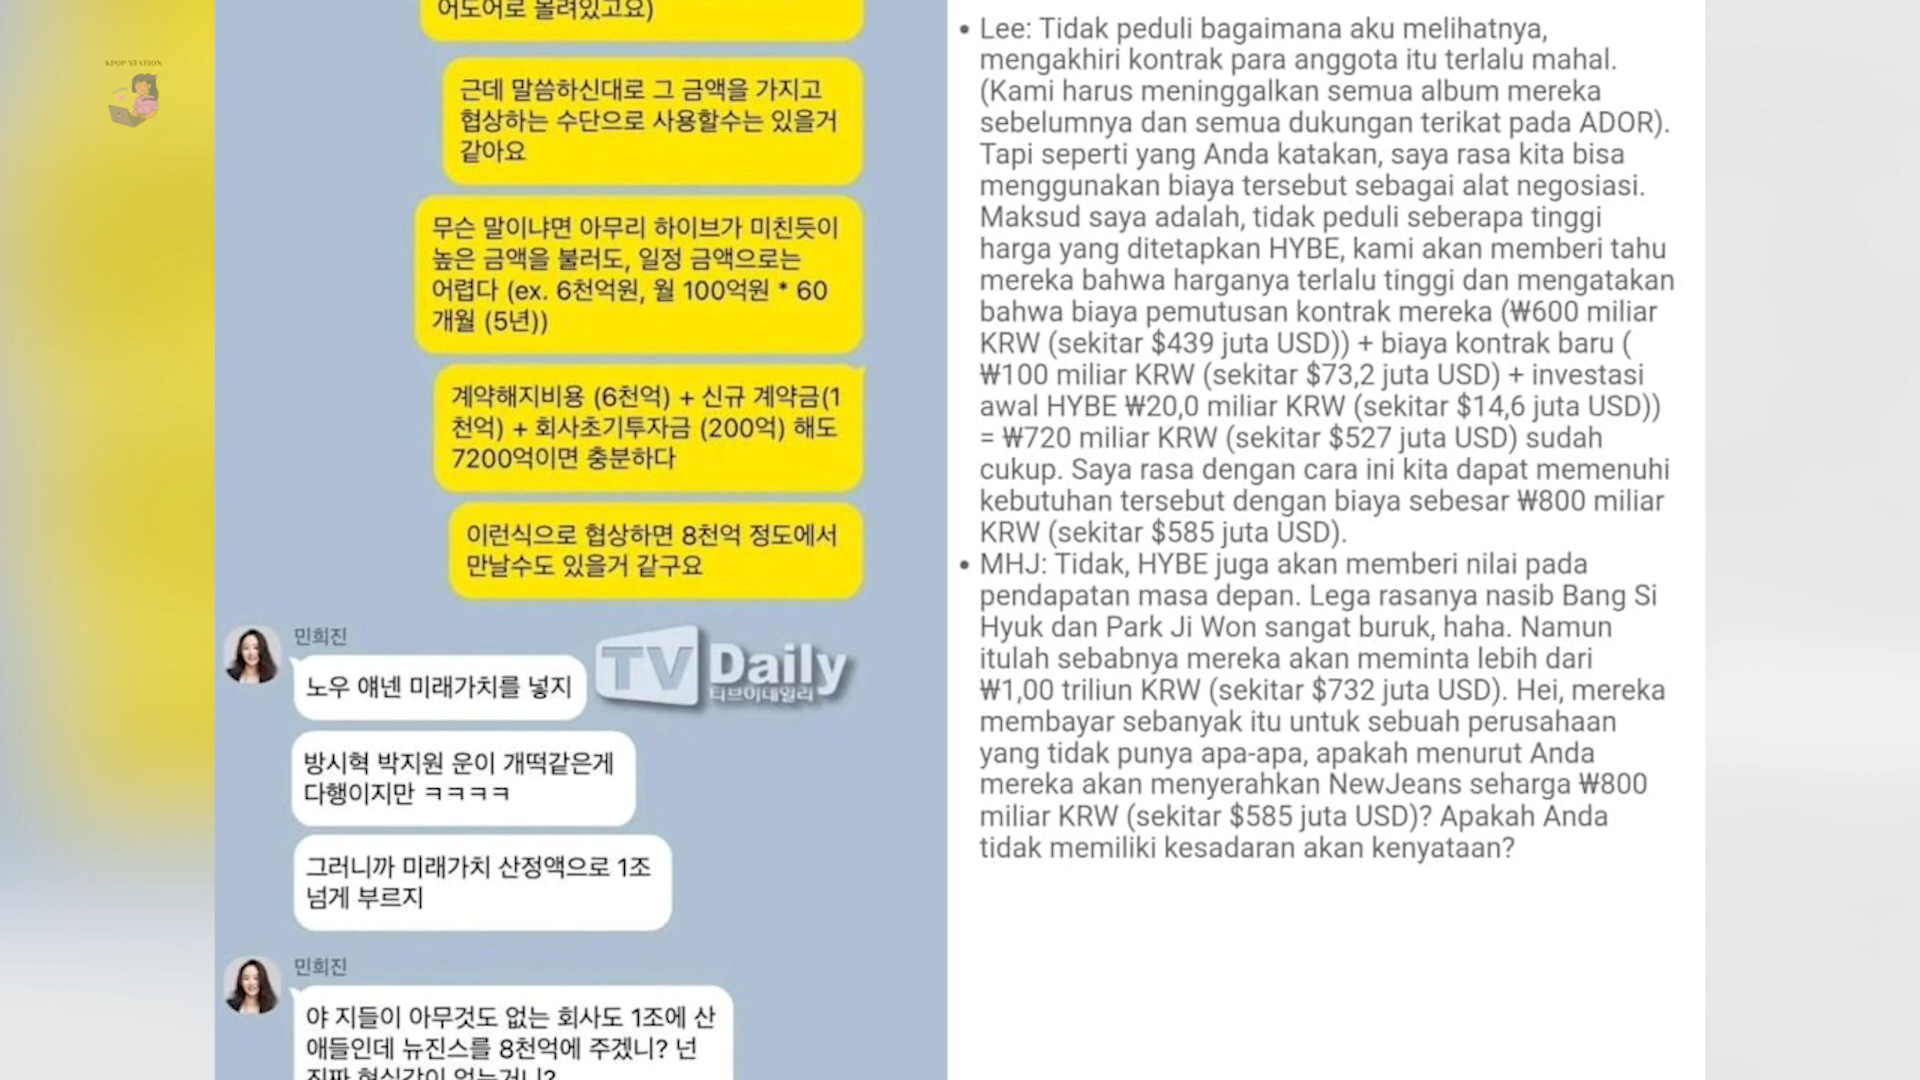 KPOP STATION
어도어로 몰려있고요)
근데 말씀하신대로 그 금액을 가지고
협상하는 수단으로 사용할수는 있을거
같아요
무슨 말이냐면 아무리 하이브가 미친듯이
높은 금액을 불러도, 일정 금액으로는
어렵다 (ex. 6천억원, 월 100억원 * 60
개월 (5년))
계약해지비용 (6천억) + 신규 계약금(1
천억) + 회사초기투자금 (200억) 해도
7200억이면 충분하다
이런식으로 협상하면 8천억 정도에서
만날수도 있을거 같구요
민희진
노우 얘넨 미래가치를 넣지
TV Daily
티브이데일리
방시혁 박지원 운이 개떡같은게
다행이지만 ㅋㅋㅋㅋ
그러니까 미래가치 산정액으로 1조
넘게 부르지
민희진
야 지들이 아무것도 없는 회사도 1조에 산
애들인데 뉴진스를 8천억에 주겠니? 넌
진짜 현실감이 없는거니?
• Lee: Tidak peduli bagaimana aku melihatnya,
mengakhiri kontrak para anggota itu terlalu mahal.
(Kami harus meninggalkan semua album mereka
sebelumnya dan semua dukungan terikat pada ADOR).
Tapi seperti yang Anda katakan, saya rasa kita bisa
menggunakan biaya tersebut sebagai alat negosiasi.
Maksud saya adalah, tidak peduli seberapa tinggi
harga yang ditetapkan HYBE, kami akan memberi tahu
mereka bahwa harganya terlalu tinggi dan mengatakan
bahwa biaya pemutusan kontrak mereka (₩600 miliar
KRW (sekitar $439 juta USD)) + biaya kontrak baru (
₩100 miliar KRW (sekitar $73,2 juta USD) + investasi
awal HYBE ₩20,0 miliar KRW (sekitar $14,6 juta USD))
= ₩720 miliar KRW (sekitar $527 juta USD) sudah
cukup. Saya rasa dengan cara ini kita dapat memenuhi
kebutuhan tersebut dengan biaya sebesar ₩800 miliar
KRW (sekitar $585 juta USD).
• MHJ: Tidak, HYBE juga akan memberi nilai pada
pendapatan masa depan. Lega rasanya nasib Bang Si
Hyuk dan Park Ji Won sangat buruk, haha. Namun
itulah sebabnya mereka akan meminta lebih dari
₩1,00 triliun KRW (sekitar $732 juta USD). Hei, mereka
membayar sebanyak itu untuk sebuah perusahaan
yang tidak punya apa-apa, apakah menurut Anda
mereka akan menyerahkan NewJeans seharga ₩800
miliar KRW (sekitar $585 juta USD)? Apakah Anda
tidak memiliki kesadaran akan kenyataan?